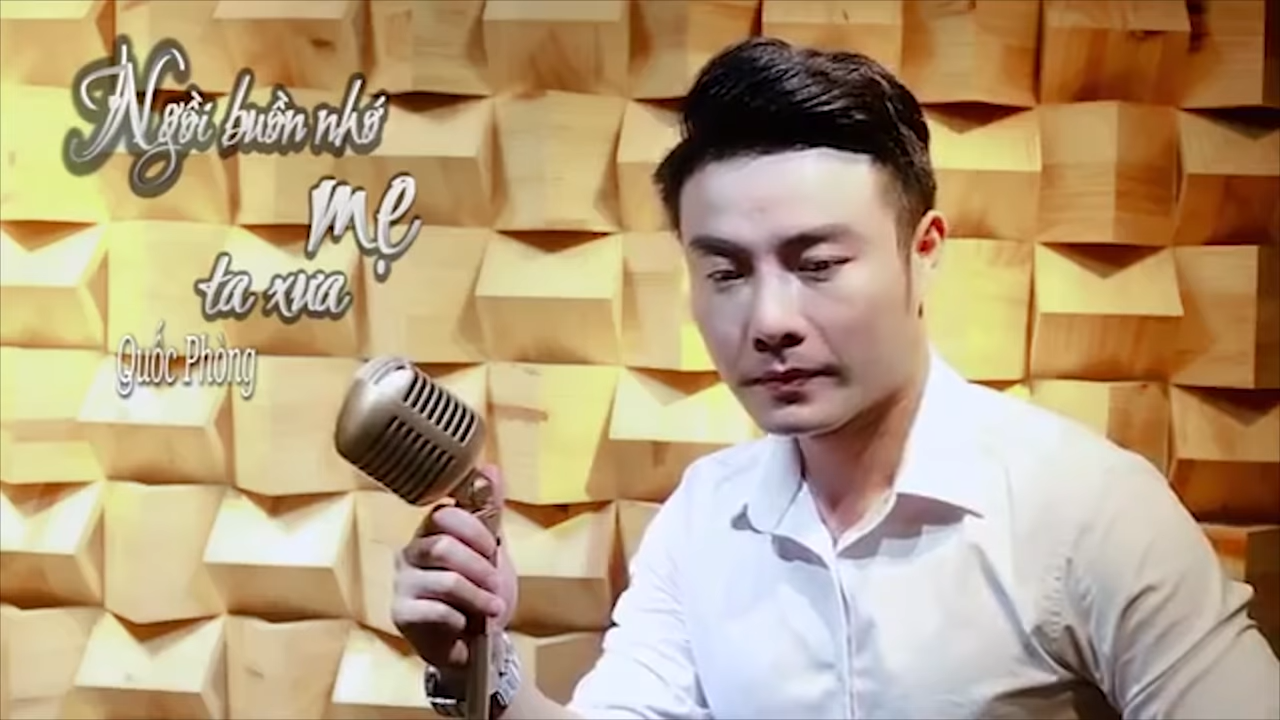 Ngồi buồn nhớ
mẹ
ta xưa
Quốc Phòng